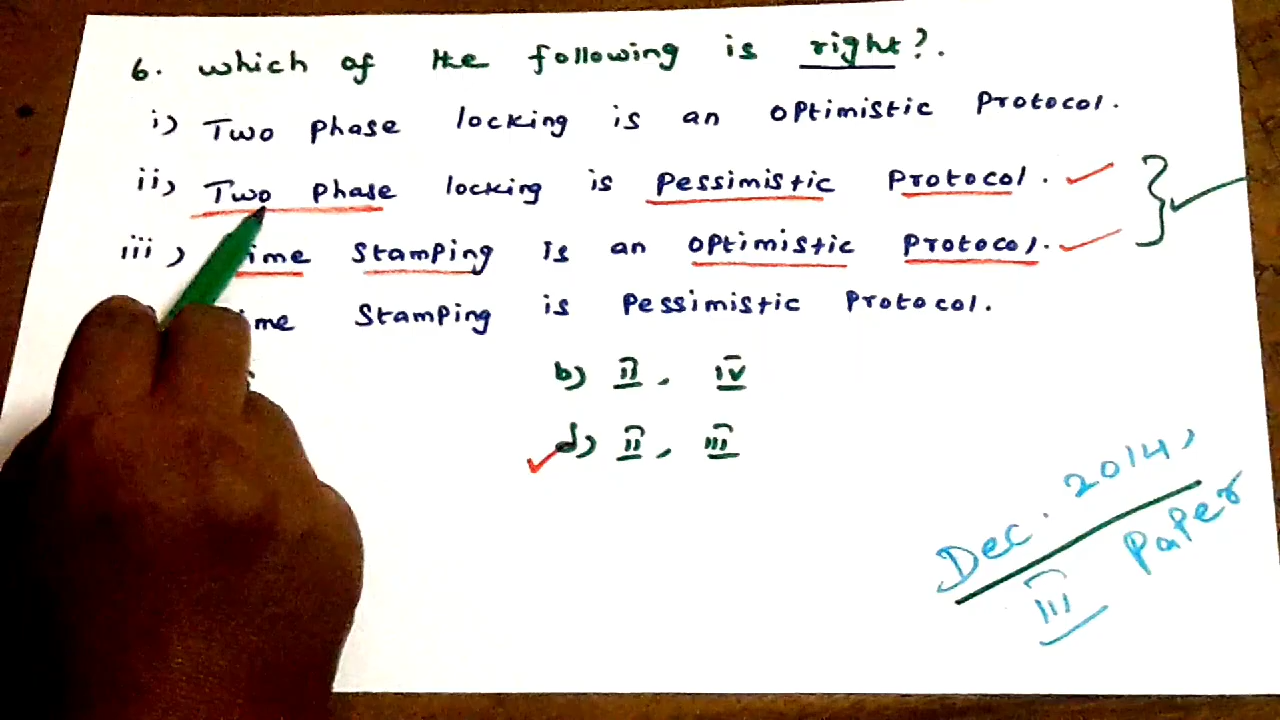 6. which of the following is right?.
i) Two phase locking is an optimistic Protocol.
ii) Two phase locking is Pessimistic Protocol.
iii) ime Stamping is an optimistic Protocol.
me Stamping is Pessimistic Protocol.
b) II, IV
d) II, III
Dec. 2014,
III Paper